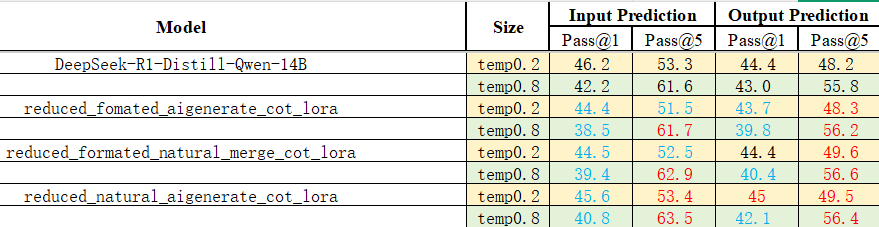 Model Size Input Prediction Output Prediction
Pass@1 Pass@5 Pass@1 Pass@5
DeepSeek-R1-Distill-Qwen-14B temp0.2 46.2 53.3 44.4 48.2
temp0.8 42.2 61.6 43.0 55.8
reduced_fomated_aigenerate_cot_lora temp0.2 44.4 51.5 43.7 48.3
temp0.8 38.5 61.7 39.8 56.2
reduced_formated_natural_merge_cot_lora temp0.2 44.5 52.5 44.4 49.6
temp0.8 39.4 62.9 40.4 56.6
reduced_natural_aigenerate_cot_lora temp0.2 45.6 53.4 45 49.5
temp0.8 40.8 63.5 42.1 56.4